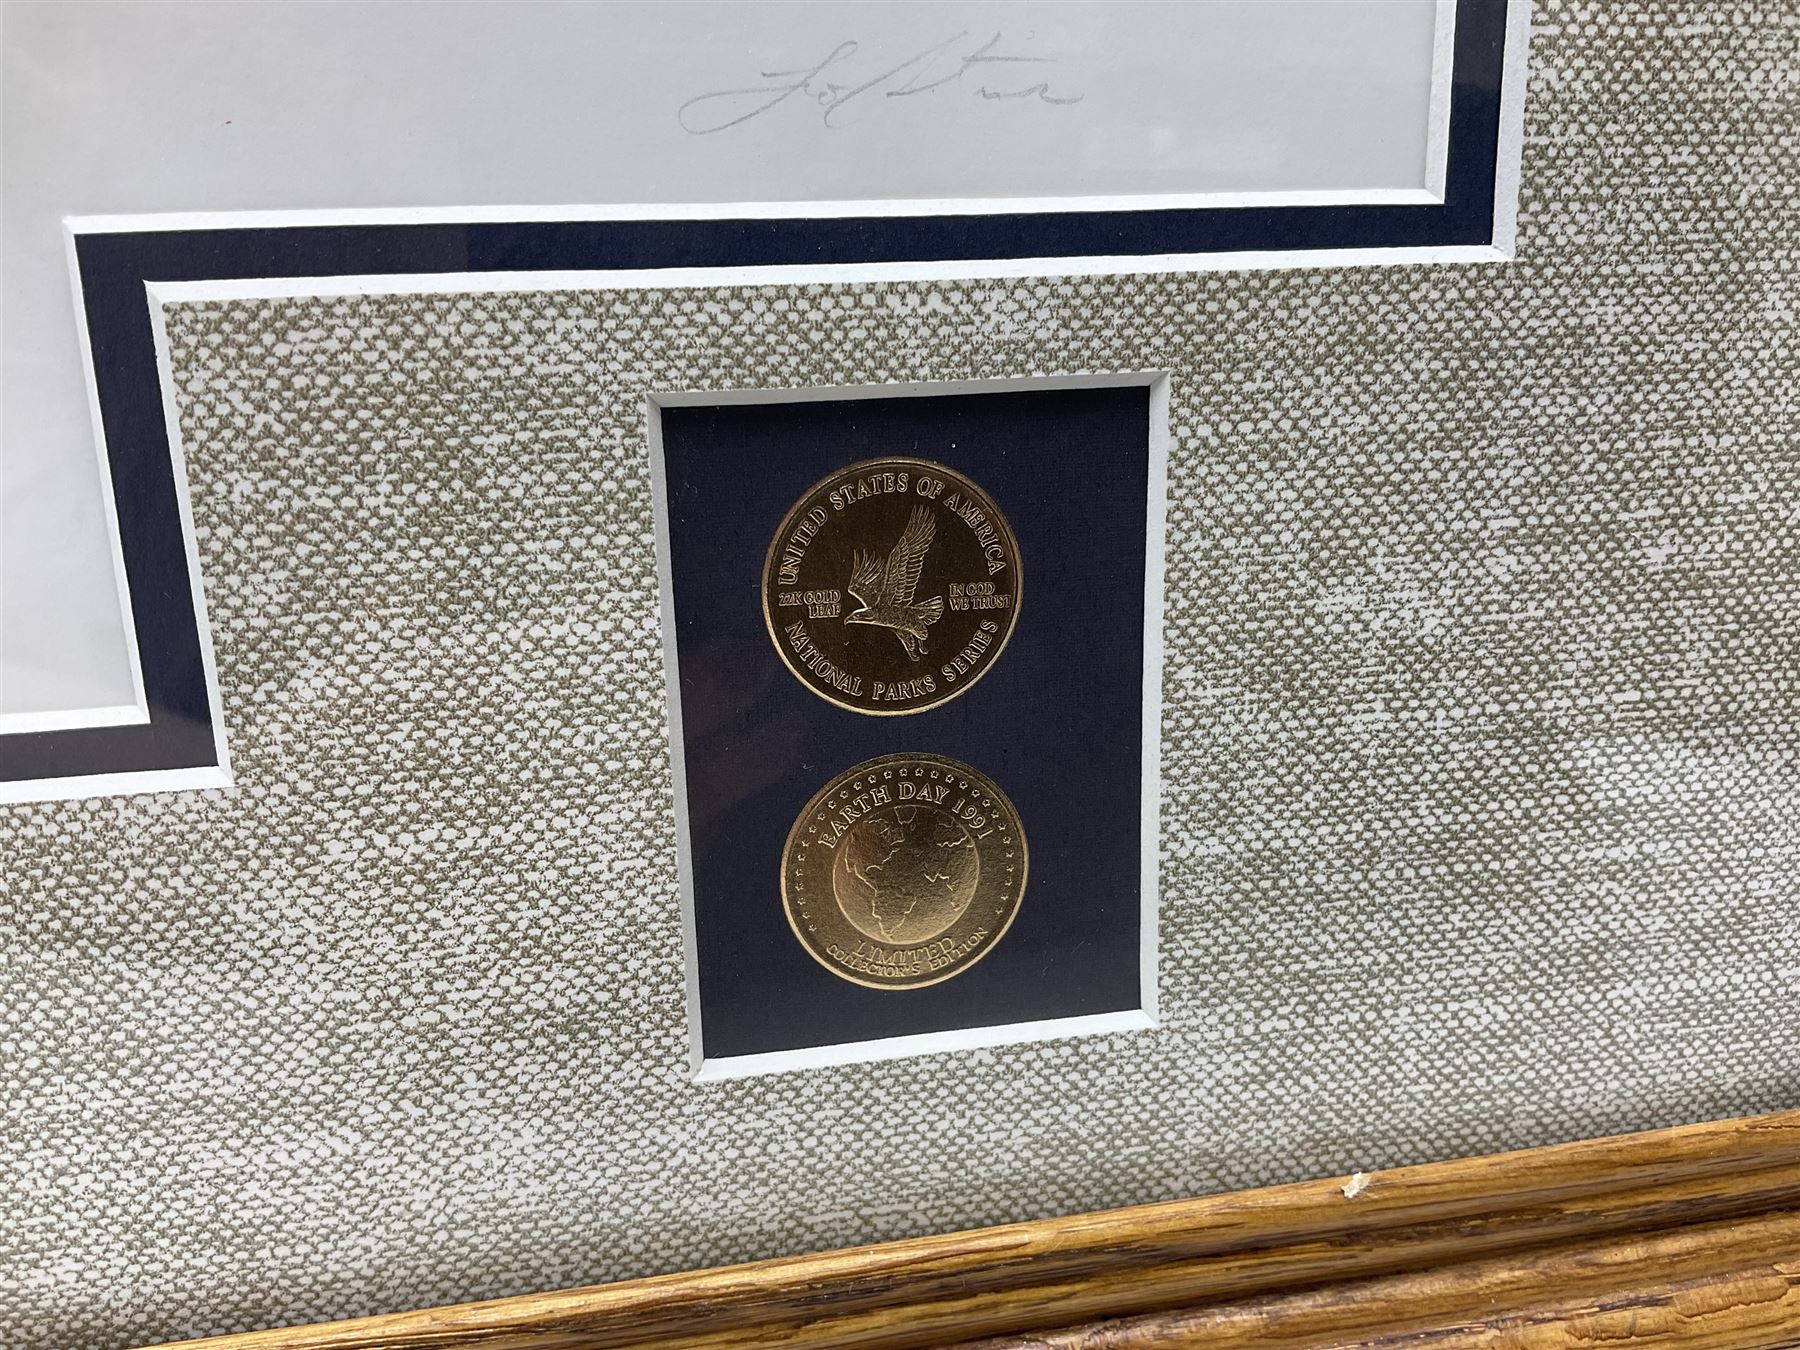 UNITED STATES OF AMERICA
22K GOLD
LEAF
IN GOD
WE TRUST
NATIONAL PARKS SERIES
EARTH DAY 1991
LIMITED
COLLECTOR'S EDITION